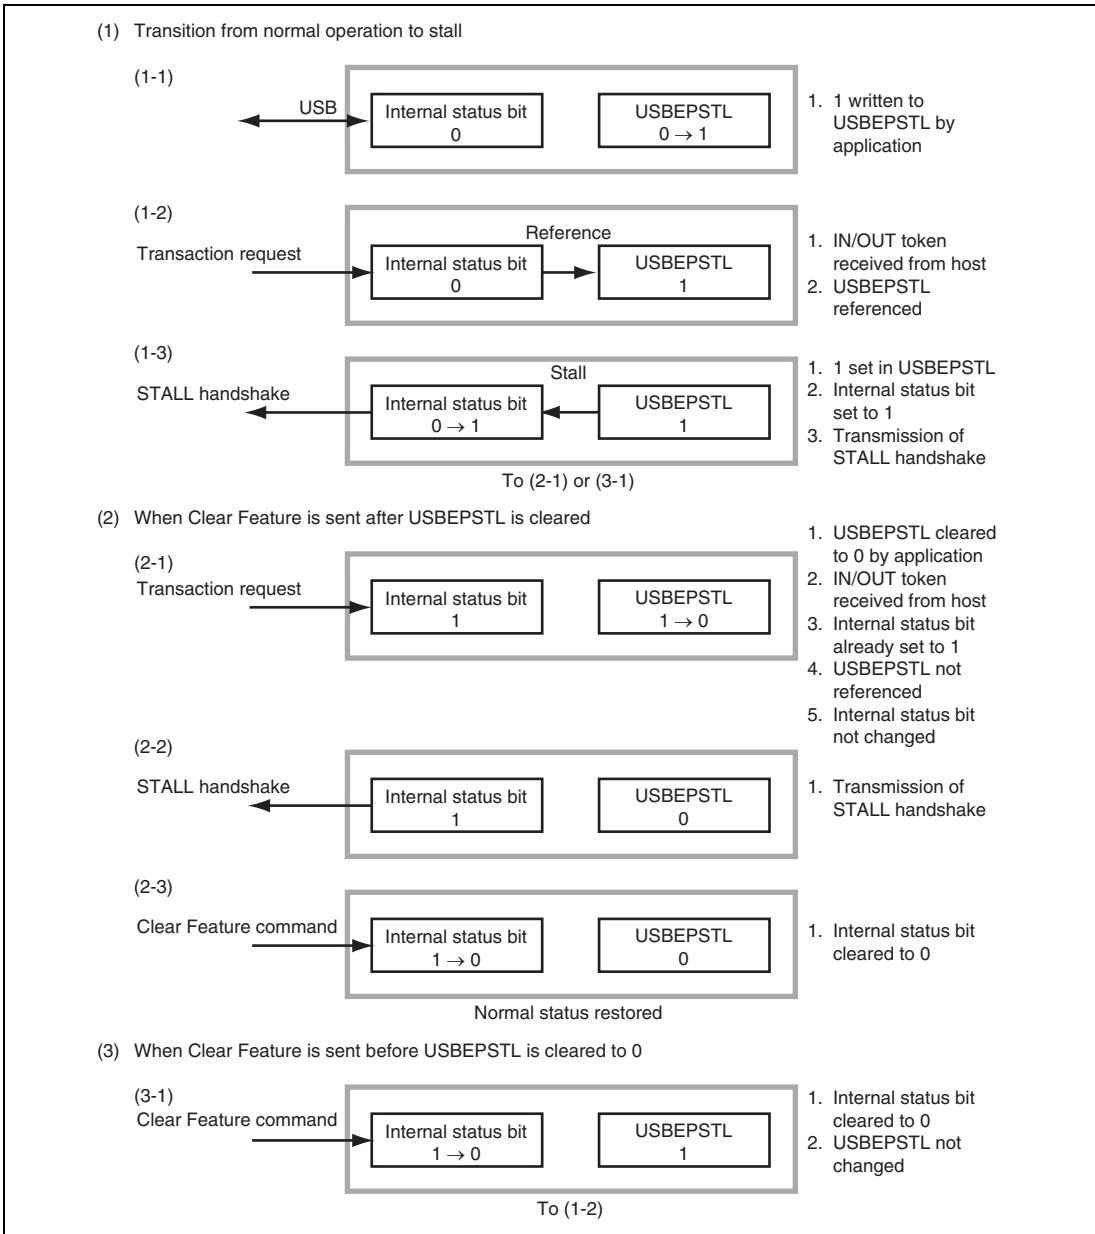 (1) Transition from normal operation to stall
(1-1)
USB
Internal status bit
0
USBEPSTL
0 → 1
1. 1 written to
USBEPSTL by
application
(1-2)
Transaction request
Reference
Internal status bit
0
USBEPSTL
1
1. IN/OUT token
received from host
2. USBEPSTL
referenced
(1-3)
STALL handshake
Stall
Internal status bit
0 → 1
USBEPSTL
1
1. 1 set in USBEPSTL
2. Internal status bit
set to 1
3. Transmission of
STALL handshake
To (2-1) or (3-1)
(2) When Clear Feature is sent after USBEPSTL is cleared
(2-1)
Transaction request
Internal status bit
1
USBEPSTL
1 → 0
1. USBEPSTL cleared
to 0 by application
2. IN/OUT token
received from host
3. Internal status bit
already set to 1
4. USBEPSTL not
referenced
5. Internal status bit
not changed
(2-2)
STALL handshake
Internal status bit
1
USBEPSTL
0
1. Transmission of
STALL handshake
(2-3)
Clear Feature command
Internal status bit
1 → 0
USBEPSTL
0
1. Internal status bit
cleared to 0
Normal status restored
(3) When Clear Feature is sent before USBEPSTL is cleared to 0
(3-1)
Clear Feature command
Internal status bit
1 → 0
USBEPSTL
1
1. Internal status bit
cleared to 0
2. USBEPSTL not
changed
To (1-2)